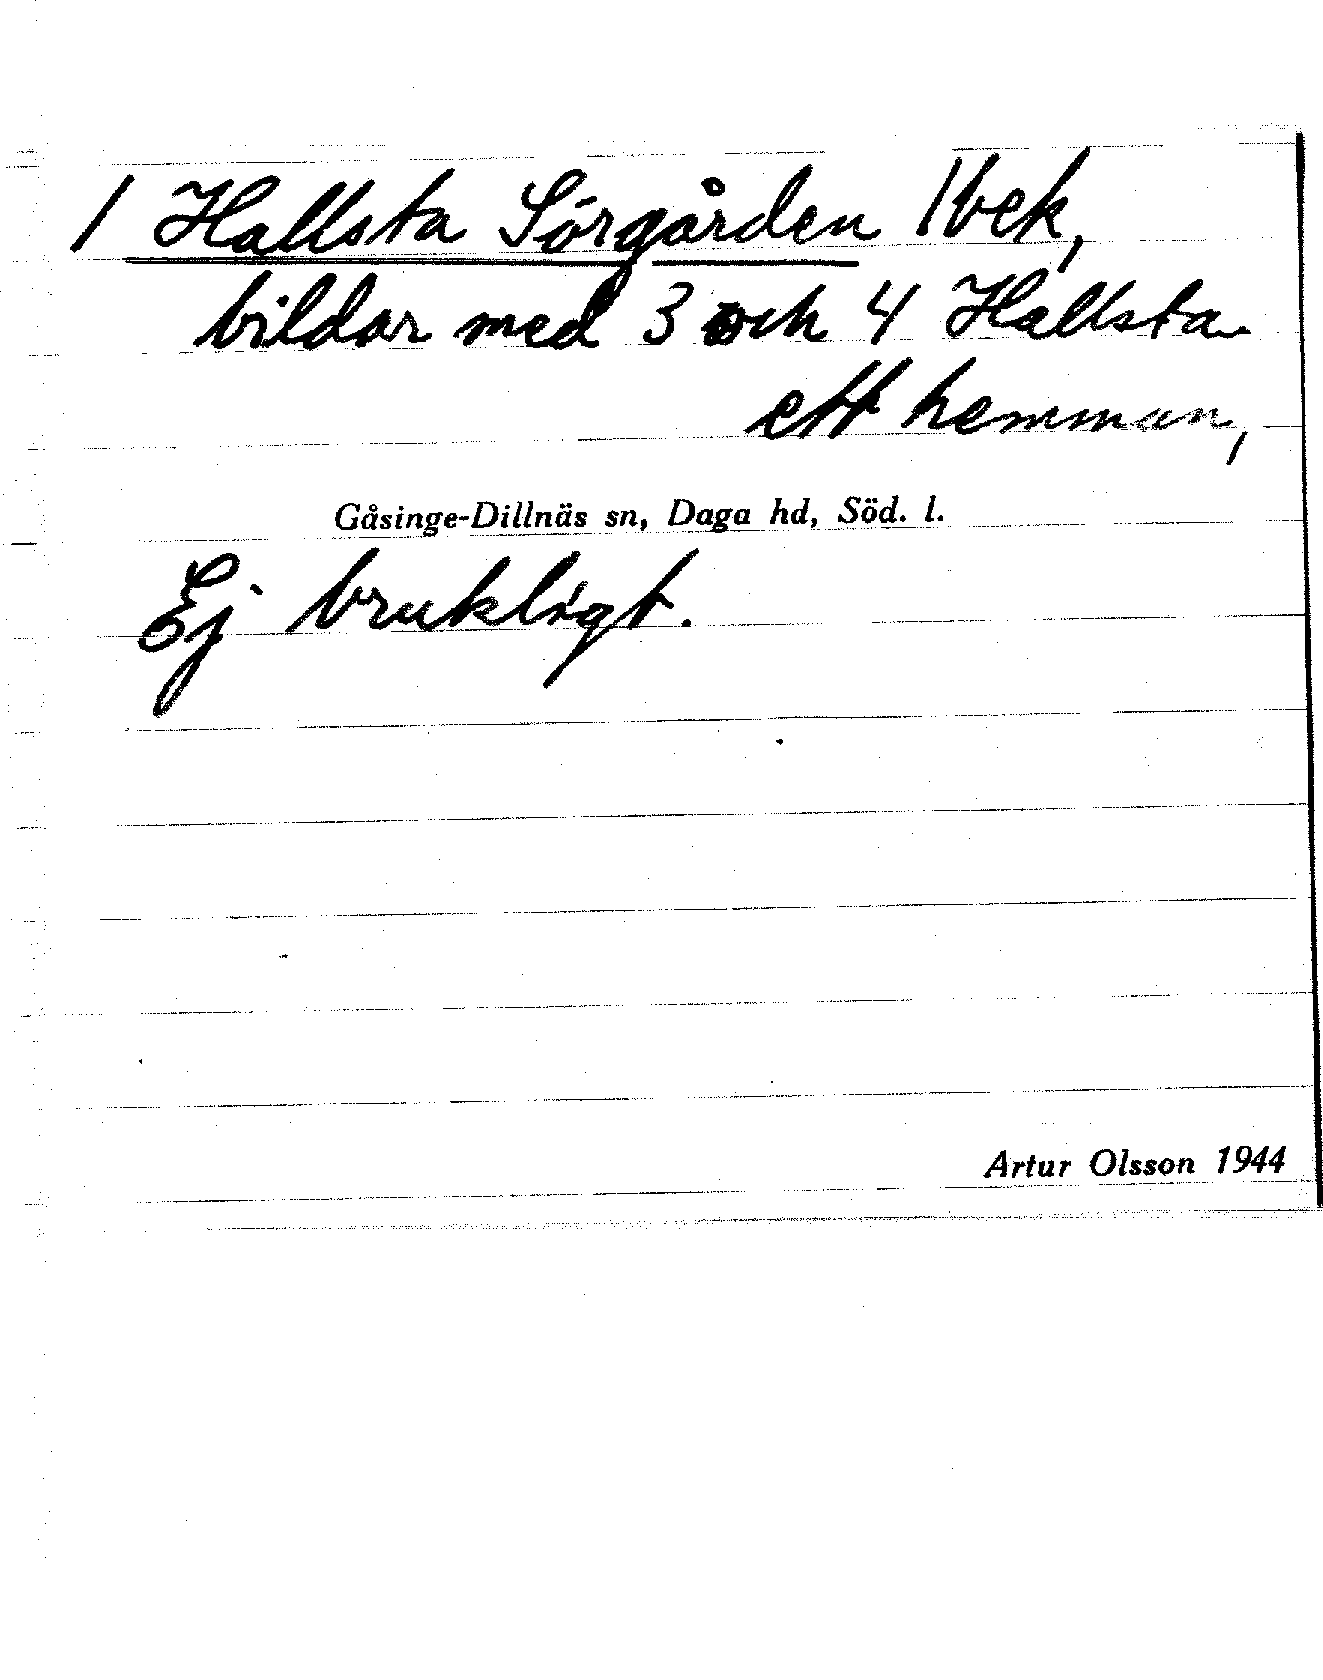 1 Hallsta Sörgården 1 bek,
bildar med 3 och 4 Hallsta
ett hemman,
Gåsinge-Dillnäs sn, Daga hd, Söd. l.
Ej brukligt.
Artur Olsson 1944